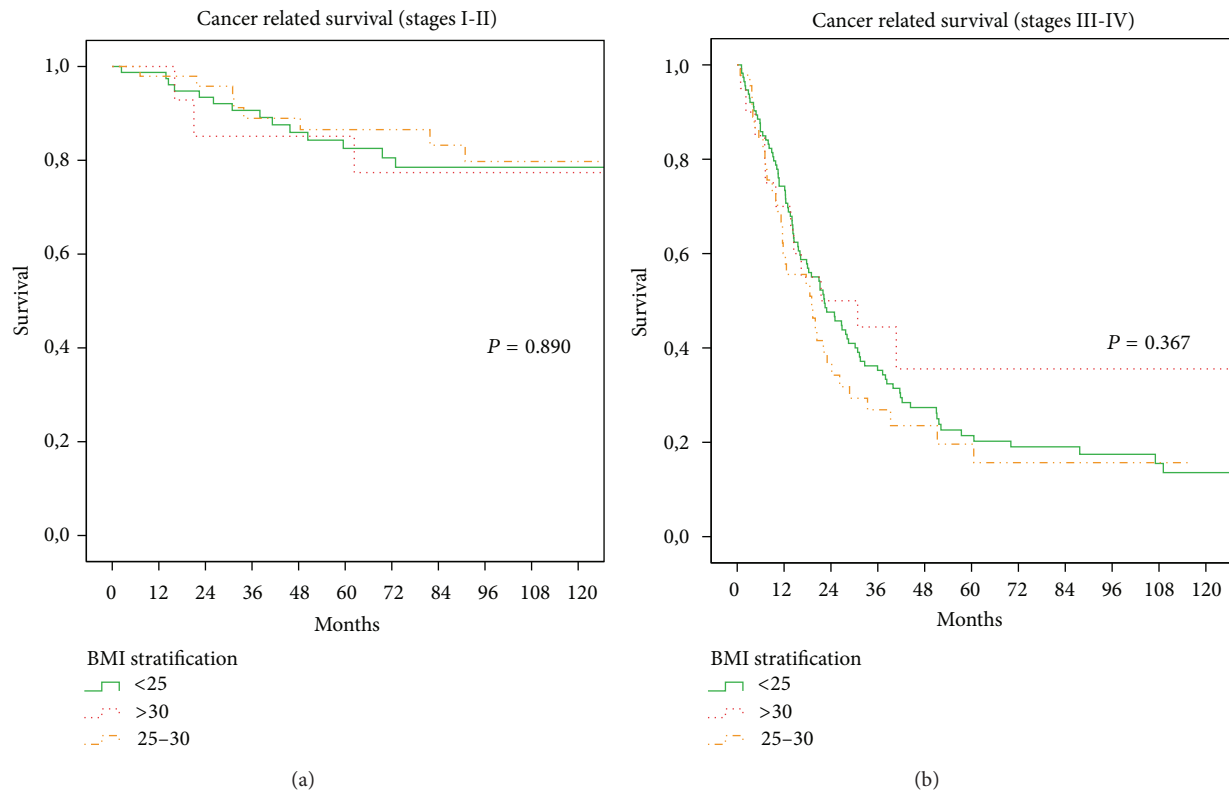 Cancer related survival (stages I-II)
1,0
0,8
0,6
0,4
0,2
0,0
Survival
P = 0.890
0 12 24 36 48 60 72 84 96 108 120
Months
BMI stratification
<25
>30
25–30
(a)
Cancer related survival (stages III-IV)
1,0
0,8
0,6
0,4
0,2
0,0
Survival
P = 0.367
0 12 24 36 48 60 72 84 96 108 120
Months
BMI stratification
<25
>30
25–30
(b)